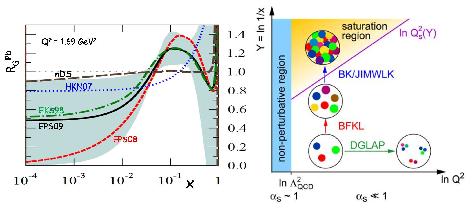 R_G^Pb
Q² = 1.69 GeV²
nDS
HKN07
EKS98
EPS09
EPS08
1.4
1.2
1.0
0.8
0.6
0.4
0.2
0.0
10⁻⁴
10⁻³
10⁻²
10⁻¹
1
x
Y = ln 1/x
non-perturbative region
saturation
region
ln Q_s²(Y)
BK/JIMWLK
BFKL
DGLAP
ln Λ²_QCD
ln Q²
α_s ~ 1
α_s ≪ 1